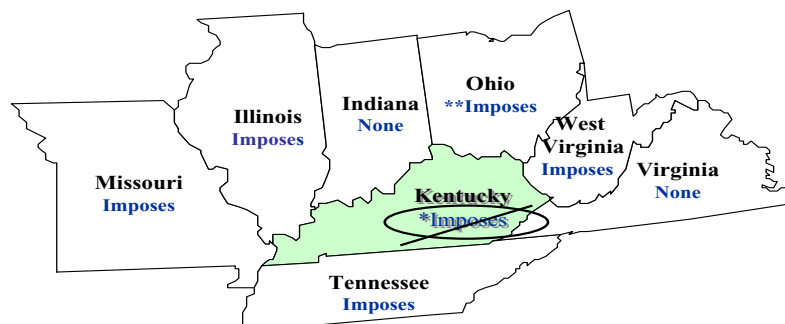 Ohio
**Imposes
Illinois
Imposes
Indiana
None
West
Virginia
Imposes
Virginia
None
Missouri
Imposes
Kentucky
*Imposes
Tennessee
Imposes